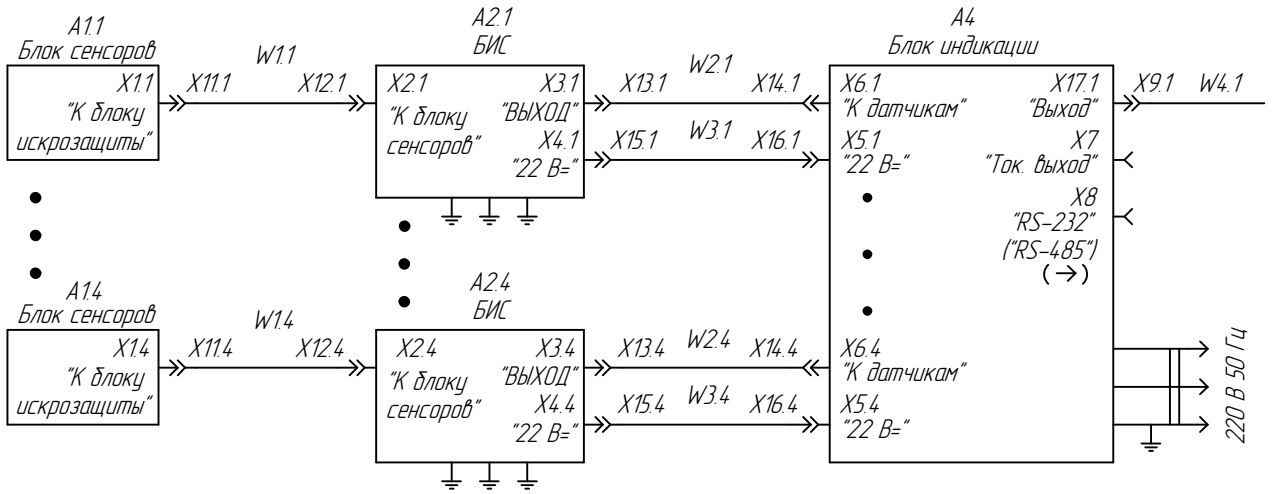 A1.1
Блок сенсоров
X1.1
"К блоку
искрозащиты"
X11.1
W1.1
X12.1
A2.1
БИС
X2.1
"К блоку
сенсоров"
X3.1
"ВЫХОД"
X4.1
"22 В="
X13.1
W2.1
X14.1
X15.1
W3.1
X16.1
A4
Блок индикации
X6.1
"К датчикам"
X5.1
"22 В="
X17.1
"Выход"
X9.1
W4.1
X7
"Ток. выход"
X8
"RS-232"
("RS-485")
(→)
A1.4
Блок сенсоров
X1.4
"К блоку
искрозащиты"
X11.4
W1.4
X12.4
A2.4
БИС
X2.4
"К блоку
сенсоров"
X3.4
"ВЫХОД"
X4.4
"22 В="
X13.4
W2.4
X14.4
X15.4
W3.4
X16.4
X6.4
"К датчикам"
X5.4
"22 В="
220 В 50 Гц